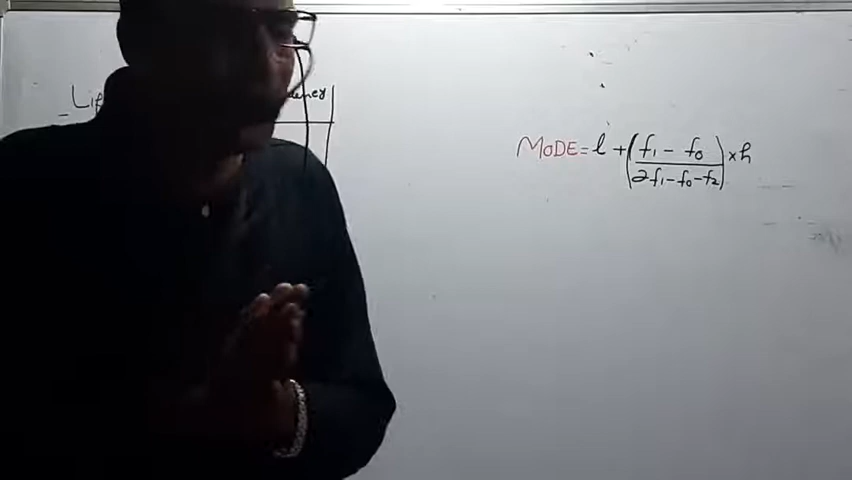 MODE = l + (f₁ - f₀ / 2f₁ - f₀ - f₂) × h